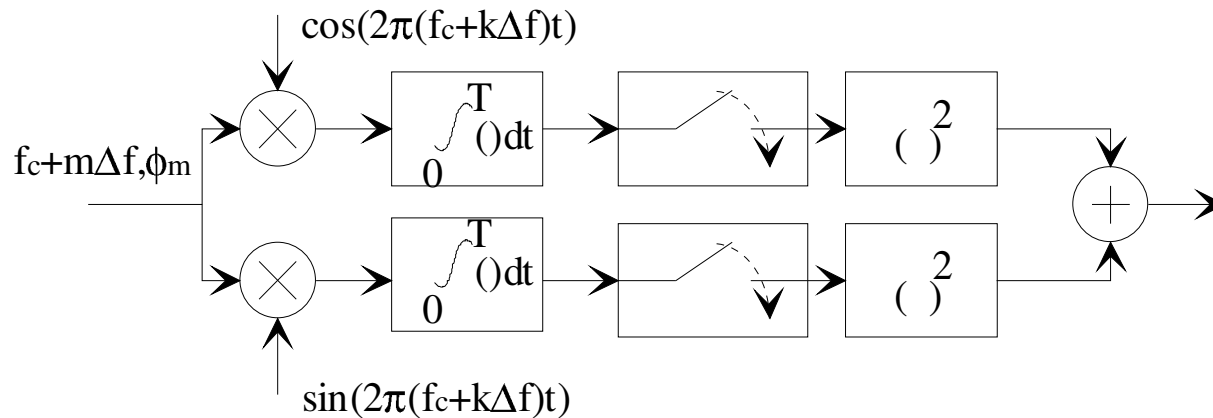 cos(2π(fc+kΔf)t)
T
∫ ()dt
0
( )²
fc+mΔf,ϕm
+
T
∫ ()dt
0
( )²
sin(2π(fc+kΔf)t)